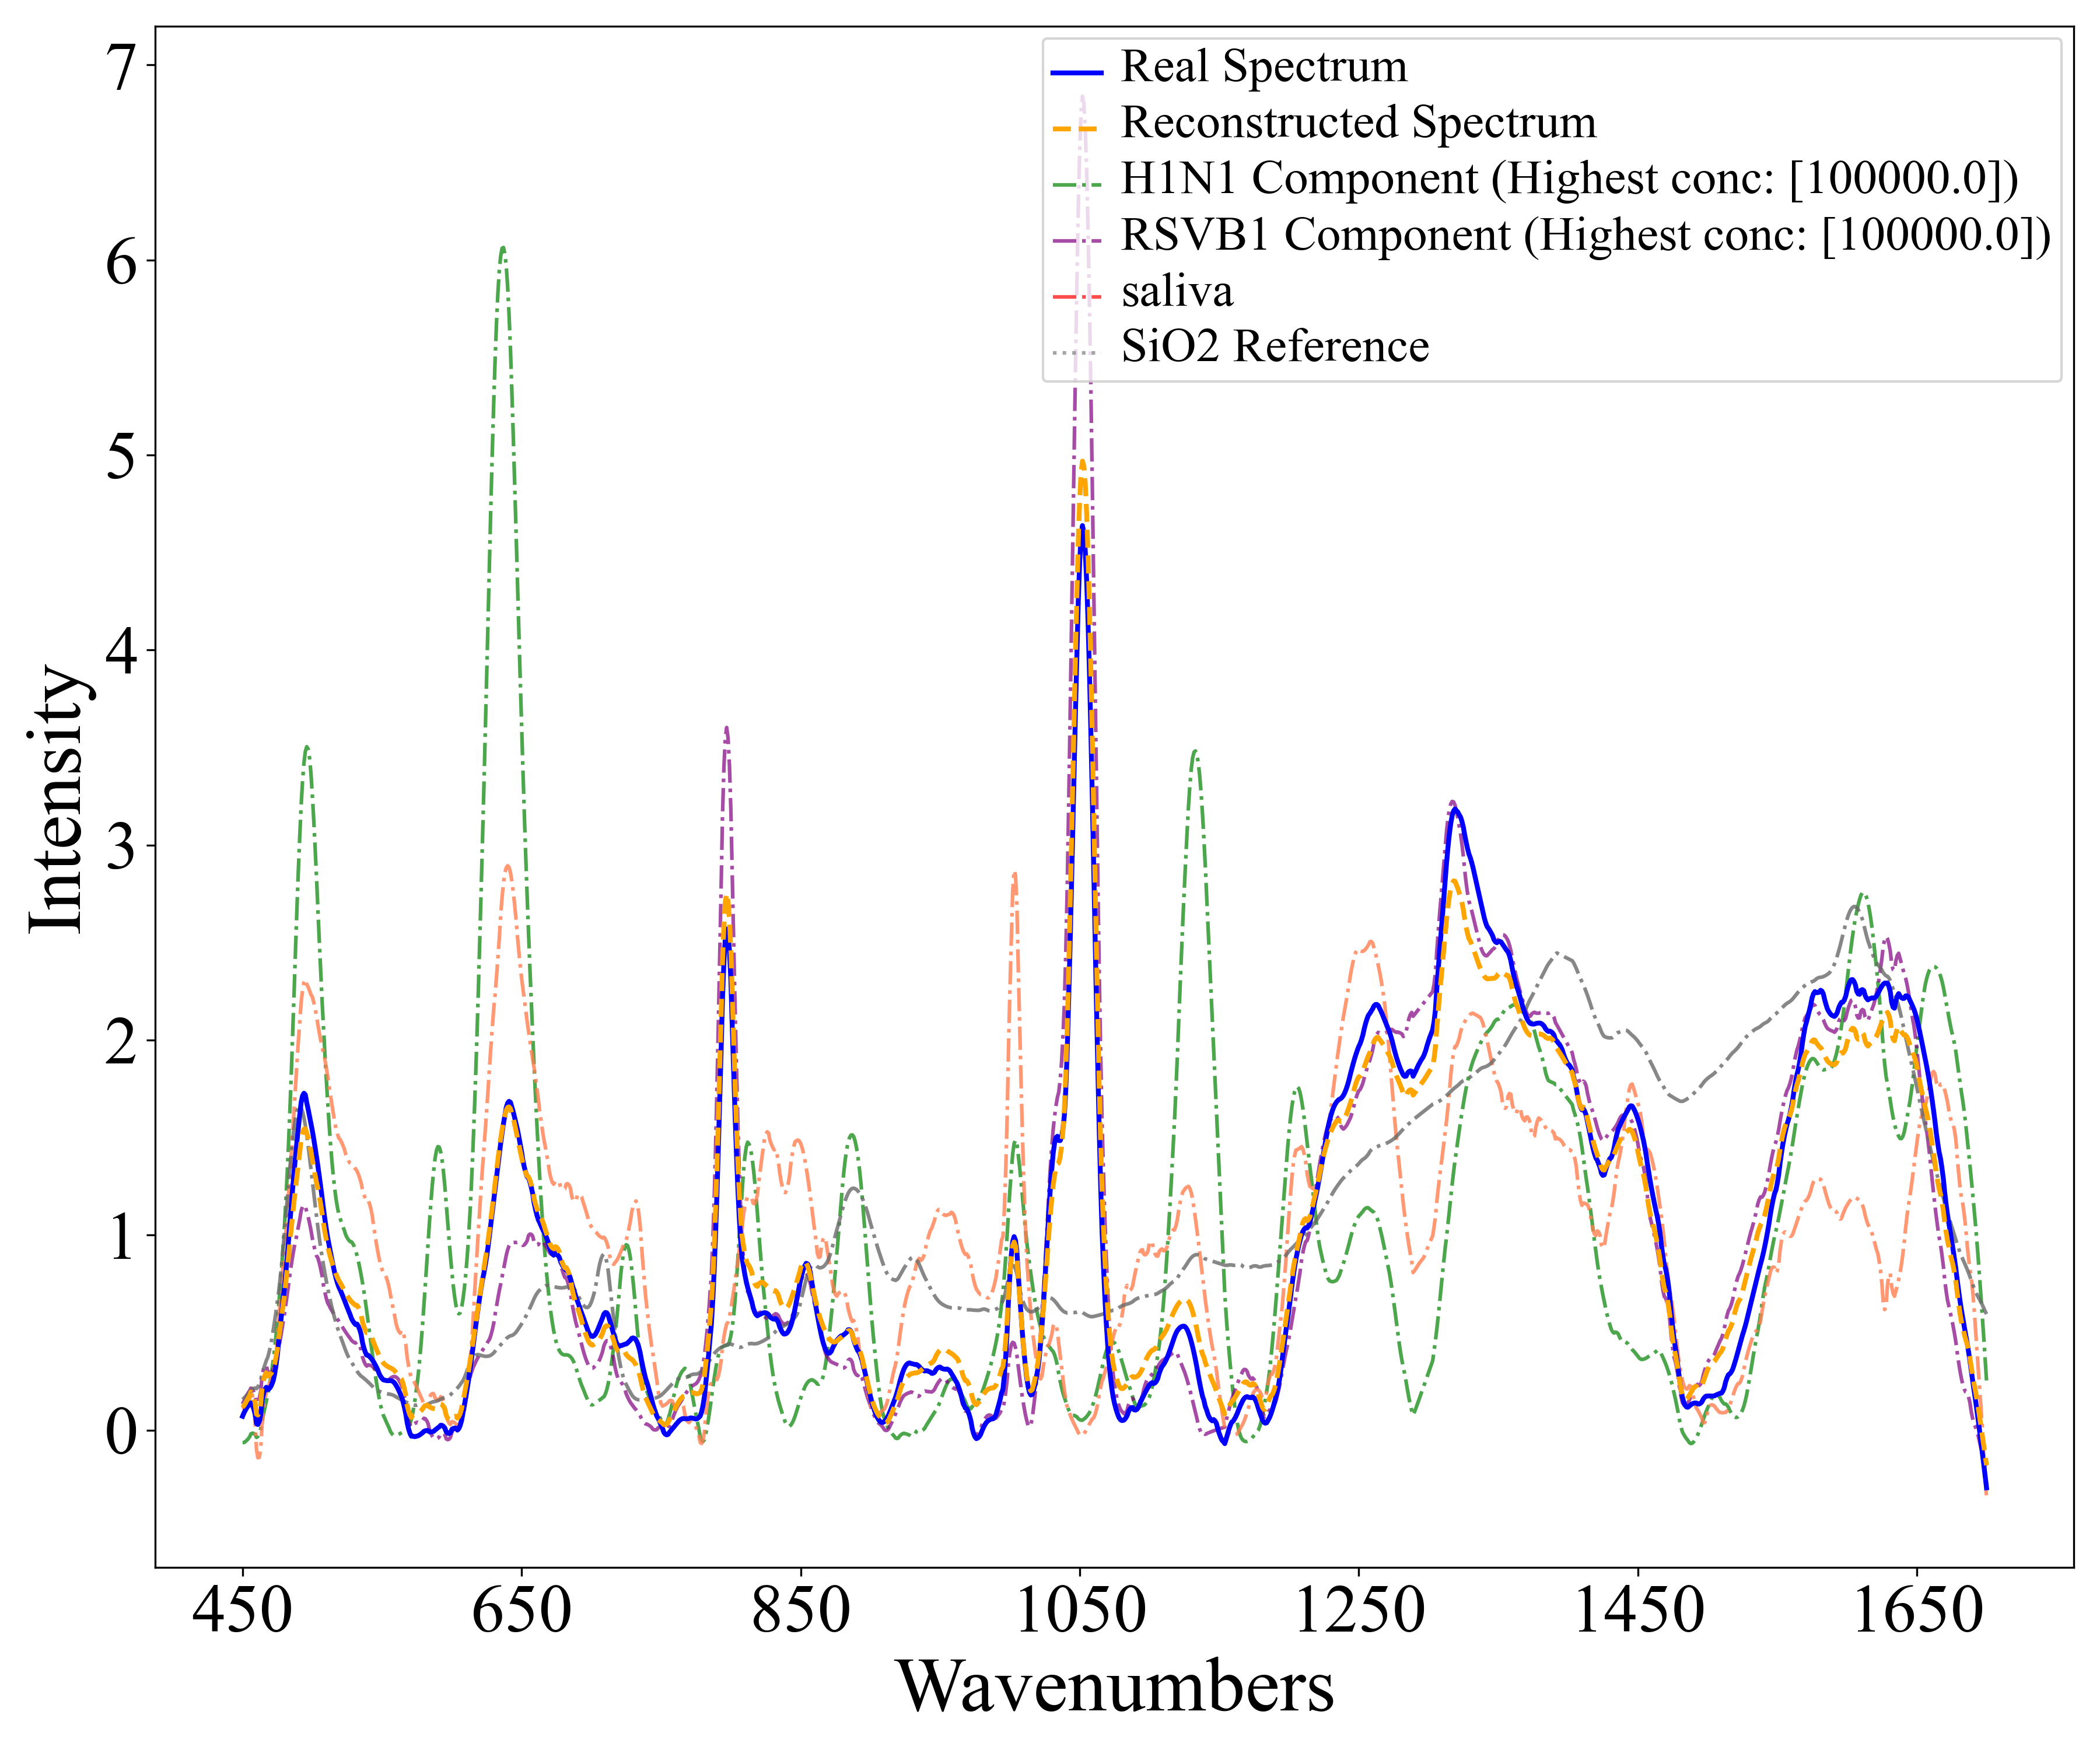 7
6
5
4
3
2
1
0
Intensity
Real Spectrum
Reconstructed Spectrum
H1N1 Component (Highest conc: [100000.0])
RSVB1 Component (Highest conc: [100000.0])
saliva
SiO2 Reference
450 650 850 1050 1250 1450 1650
Wavenumbers